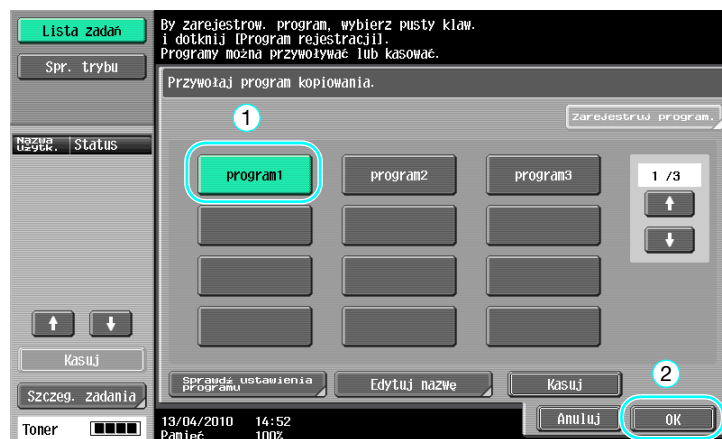 Lista zadań
Spr. trybu
Nazwa Użytk.
Status
Kasuj
Szczeg. zadania
Toner
By zarejestrow. program, wybierz pusty klaw.
i dotknij [Program rejestracji].
Programy można przywoływać lub kasować.
Przywołaj program kopiowania.
1
Zarejestruj program.
program1
program2
program3
1 /3
Sprawdź ustawienia
programu
Edytuj nazwę
Kasuj
2
13/04/2010 14:52
Pamięć 100%
Anuluj
OK